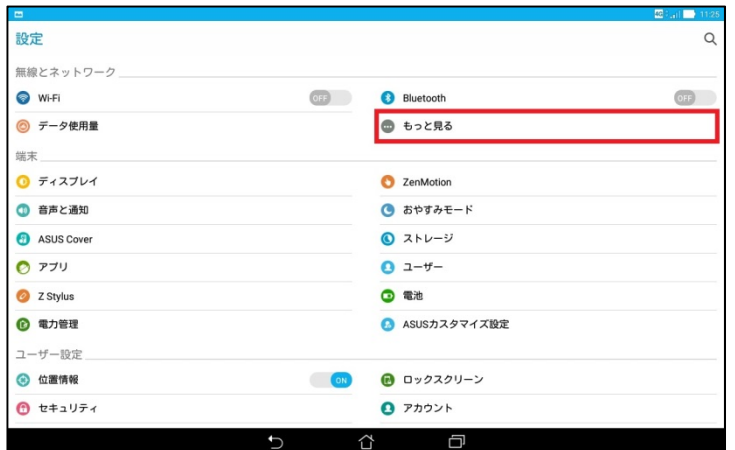 4G 11:25
設定
無線とネットワーク
Wi-Fi OFF Bluetooth OFF
データ使用量 もっと見る
端末
ディスプレイ ZenMotion
音声と通知 おやすみモード
ASUS Cover ストレージ
アプリ ユーザー
Z Stylus 電池
電力管理 ASUSカスタマイズ設定
ユーザー設定
位置情報 ON ロックスクリーン
セキュリティ アカウント